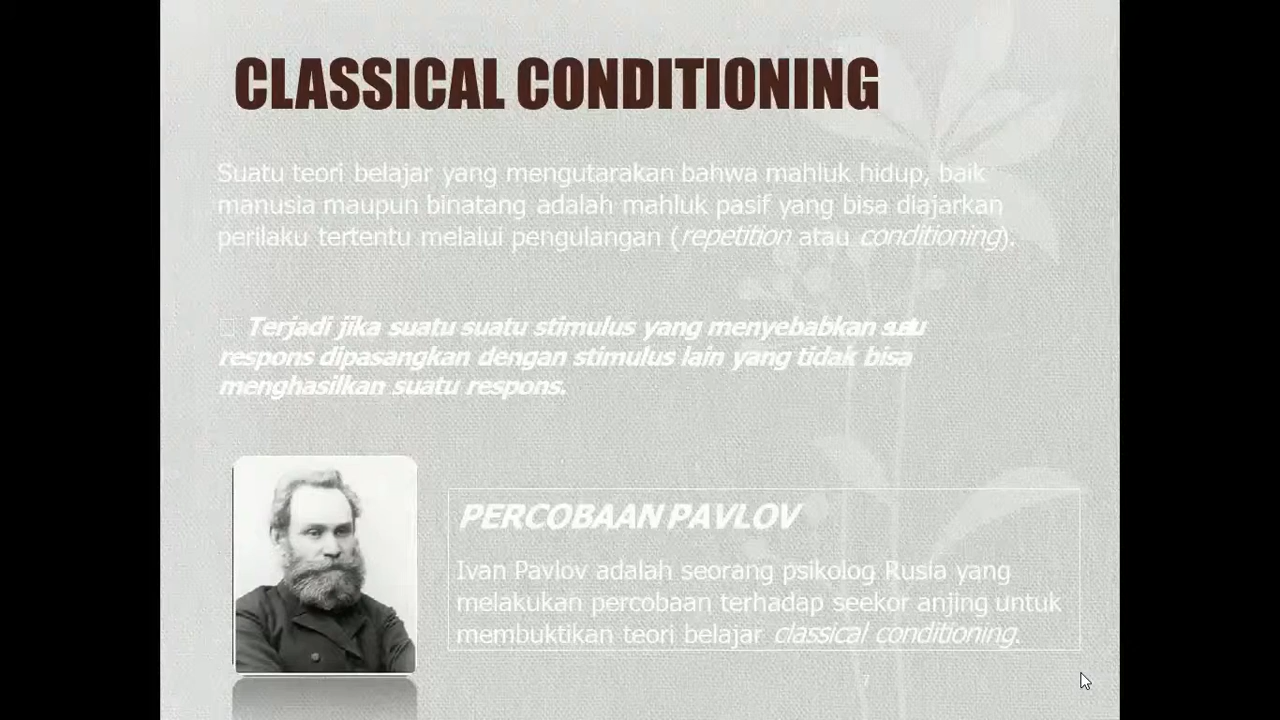 CLASSICAL CONDITIONING
Suatu teori belajar yang mengutarakan bahwa mahluk hidup, baik
manusia maupun binatang adalah mahluk pasif yang bisa diajarkan
perilaku tertentu melalui pengulangan (repetition atau conditioning).
Terjadi jika suatu suatu stimulus yang menyebabkan
respons dipasangkan dengan stimulus lain yang tidak bisa
menghasilkan suatu respons.
PERCOBAAN PAVLOV
Ivan Pavlov adalah seorang psikolog Rusia yang
melakukan percobaan terhadap seekor anjing untuk
membuktikan teori belajar classical conditioning.